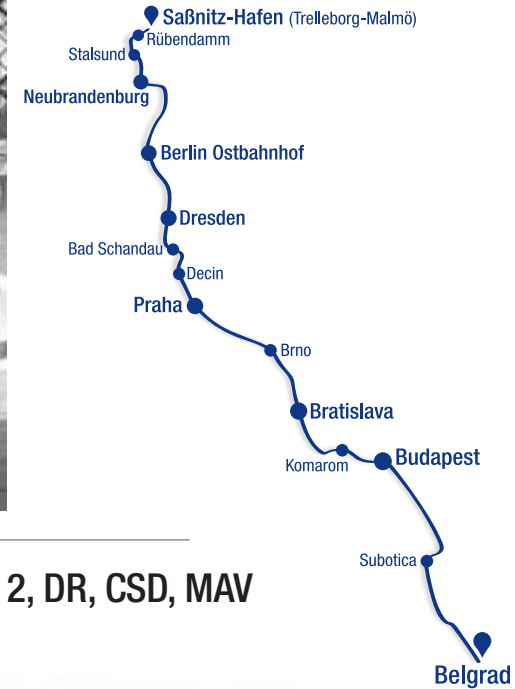 Saßnitz-Hafen (Trelleborg-Malmö)
Rübendamm
Stalsund
Neubrandenburg
Berlin Ostbahnhof
Dresden
Bad Schandau
Decin
Praha
Brno
Bratislava
Komarom
Budapest
Subotica
2, DR, CSD, MAV
Belgrad